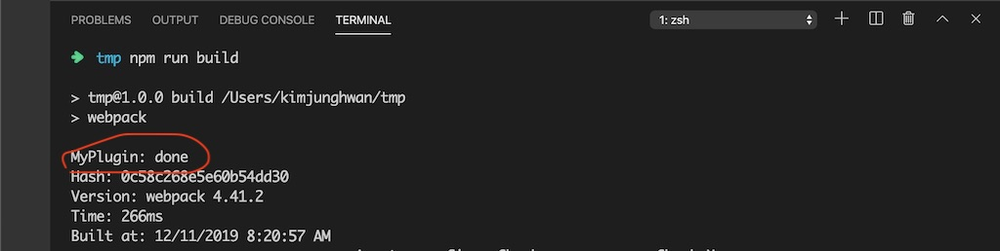 PROBLEMS OUTPUT DEBUG CONSOLE TERMINAL 1: zsh
tmp npm run build
> tmp@1.0.0 build /Users/kimjunghwan/tmp
> webpack
MyPlugin: done
Hash: 0c58c268e5e60b54dd30
Version: webpack 4.41.2
Time: 266ms
Built at: 12/11/2019 8:20:57 AM